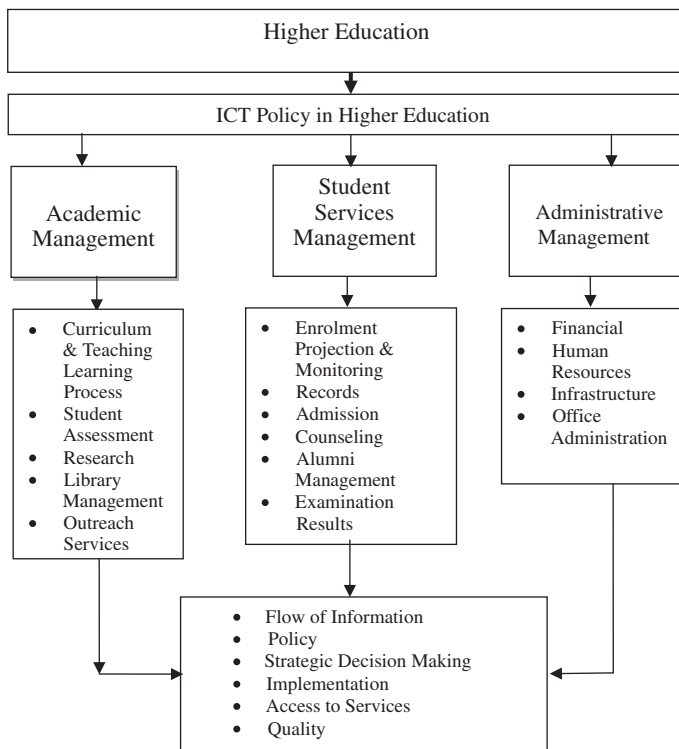 Higher Education
ICT Policy in Higher Education
Academic
Management
Student
Services
Management
Administrative
Management
● Curriculum
& Teaching
Learning
Process
● Student
Assessment
● Research
● Library
Management
● Outreach
Services
● Enrolment
Projection &
Monitoring
● Records
● Admission
● Counseling
● Alumni
Management
● Examination
Results
● Financial
● Human
Resources
● Infrastructure
● Office
Administration
● Flow of Information
● Policy
● Strategic Decision Making
● Implementation
● Access to Services
● Quality